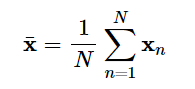 x̄ = 1/N ∑_{n=1}^{N} x_n